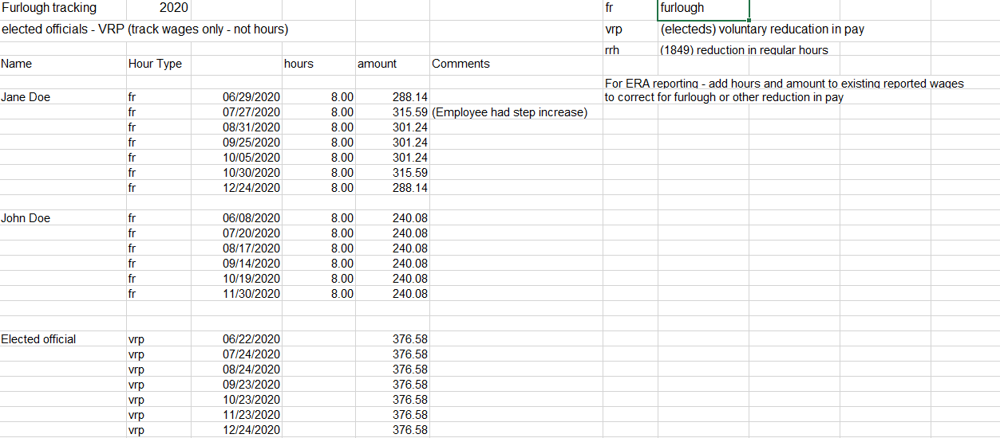 Furlough tracking 2020 fr furlough
elected officials - VRP (track wages only - not hours) vrp (electeds) voluntary reducation in pay
rrh (1849) reduction in regular hours
Name Hour Type hours amount Comments
For ERA reporting - add hours and amount to existing reported wages
Jane Doe fr 06/29/2020 8.00 288.14 to correct for furlough or other reduction in pay
fr 07/27/2020 8.00 315.59 (Employee had step increase)
fr 08/31/2020 8.00 301.24
fr 09/25/2020 8.00 301.24
fr 10/05/2020 8.00 301.24
fr 10/30/2020 8.00 315.59
fr 12/24/2020 8.00 288.14
John Doe fr 06/08/2020 8.00 240.08
fr 07/20/2020 8.00 240.08
fr 08/17/2020 8.00 240.08
fr 09/14/2020 8.00 240.08
fr 10/19/2020 8.00 240.08
fr 11/30/2020 8.00 240.08
Elected official vrp 06/22/2020 376.58
vrp 07/24/2020 376.58
vrp 08/24/2020 376.58
vrp 09/23/2020 376.58
vrp 10/23/2020 376.58
vrp 11/23/2020 376.58
vrp 12/24/2020 376.58